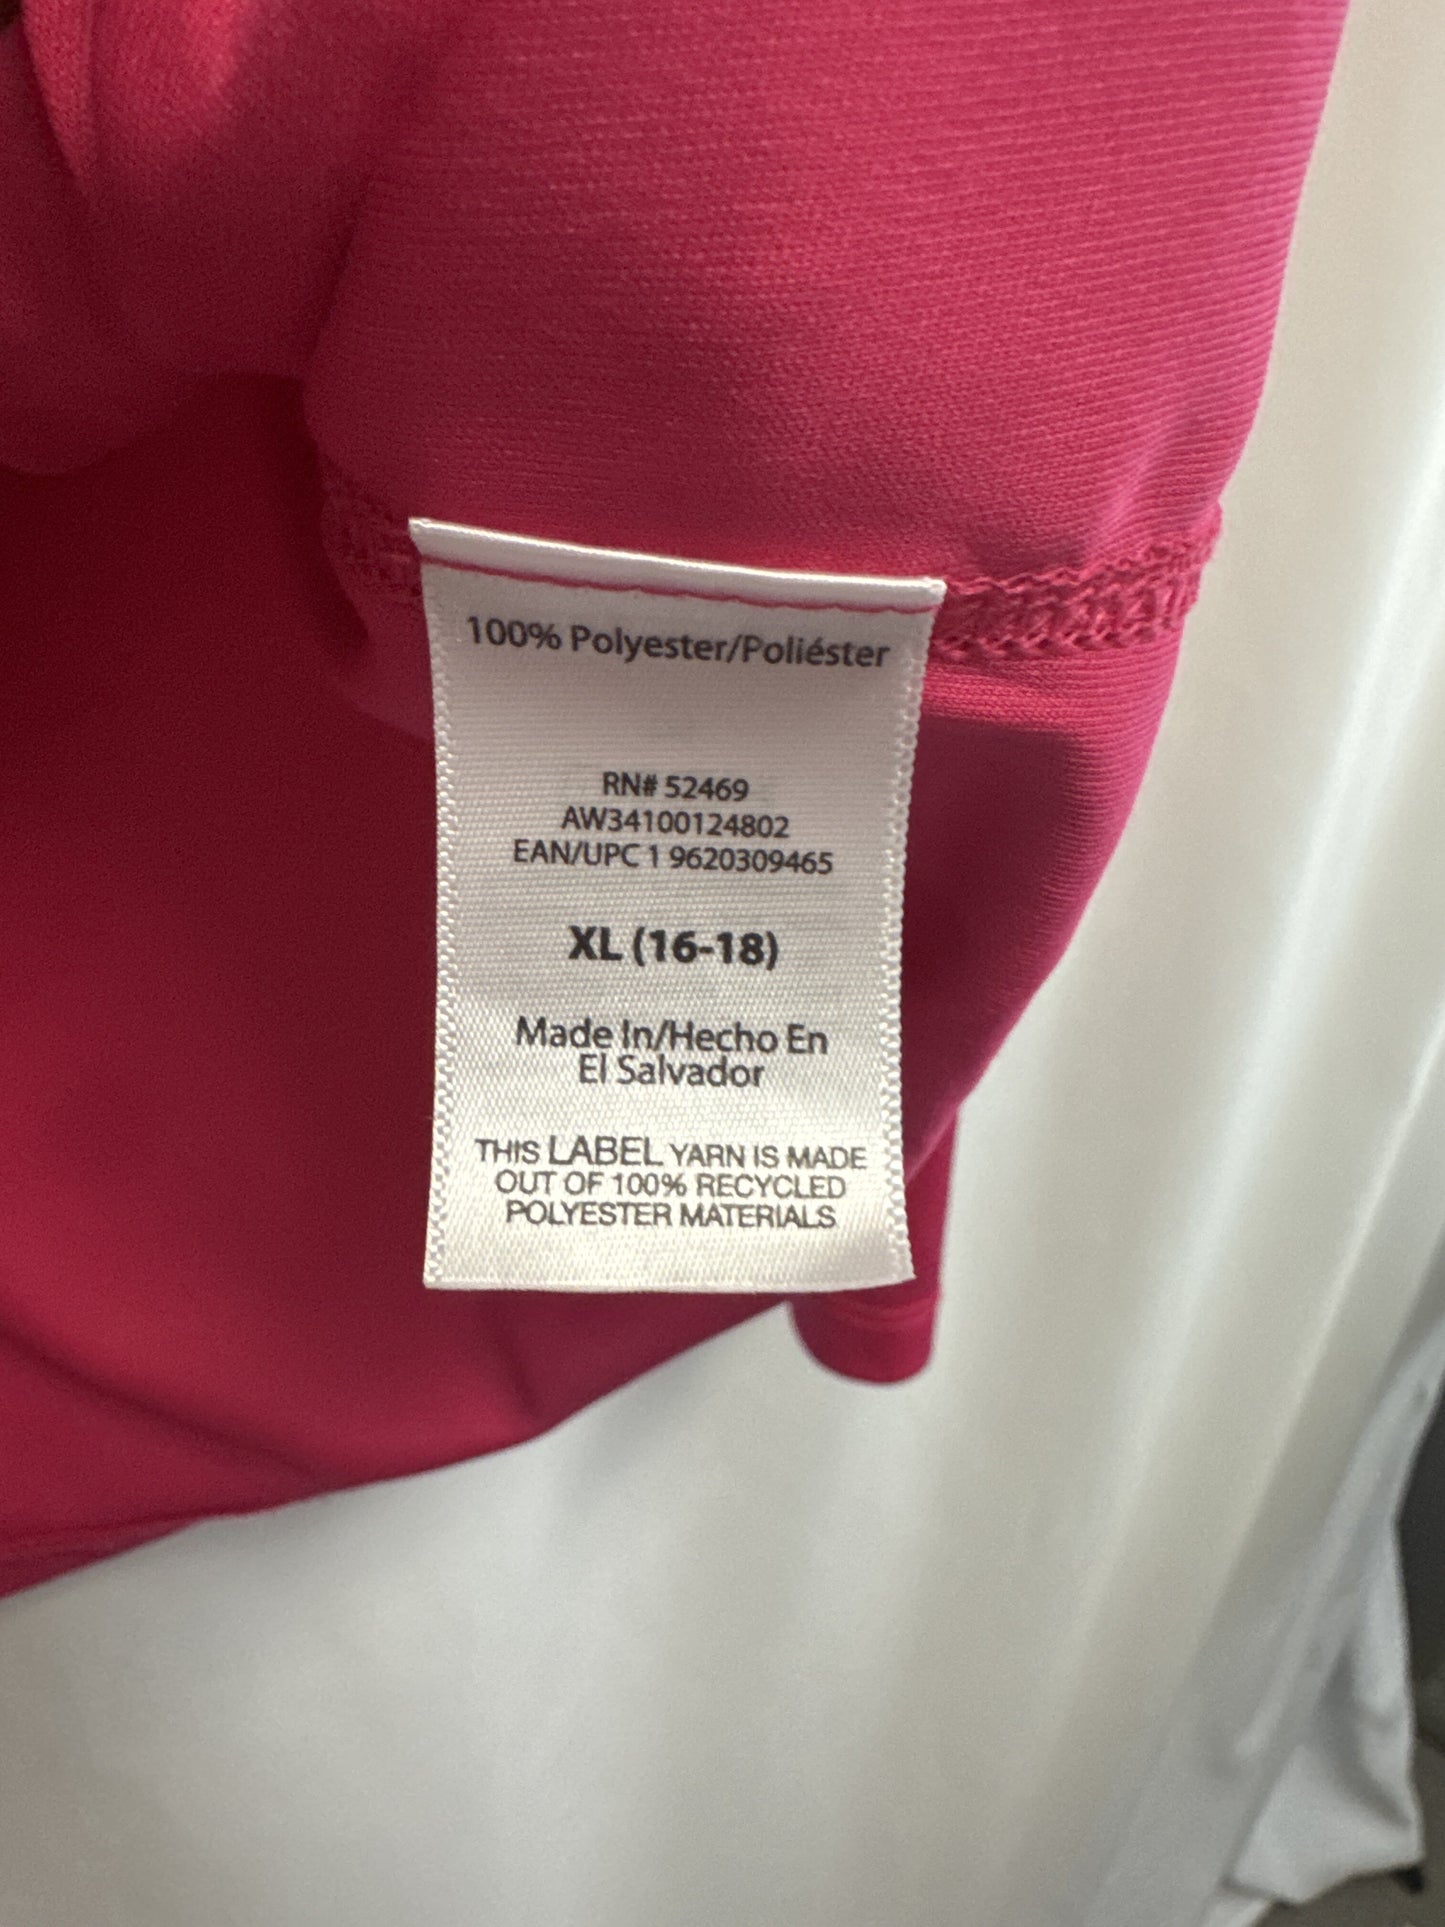 100% Polyester/Poliéster
RN# 52469
AW34100124802
EAN/UPC 1 9620309465
XL (16-18)
Made In/Hecho En
El Salvador
THIS LABEL YARN IS MADE
OUT OF 100% RECYCLED
POLYESTER MATERIALS